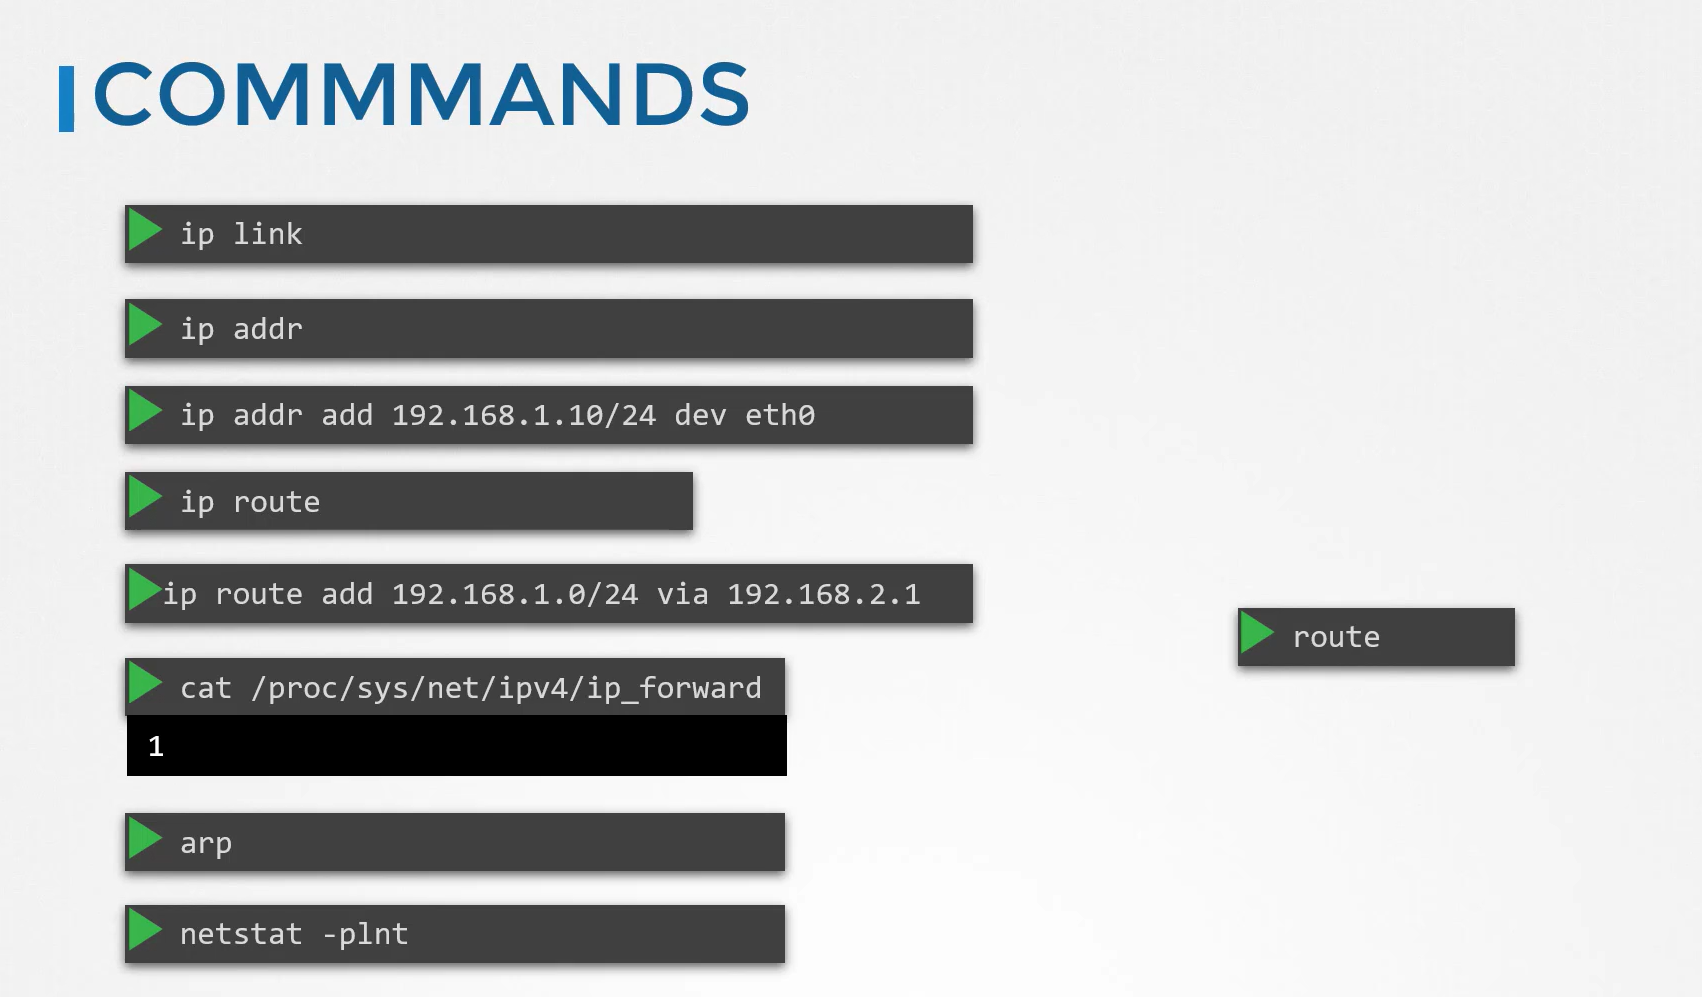 COMMMANDS
ip link
ip addr
ip addr add 192.168.1.10/24 dev eth0
ip route
ip route add 192.168.1.0/24 via 192.168.2.1
route
cat /proc/sys/net/ipv4/ip_forward
1
arp
netstat -plnt